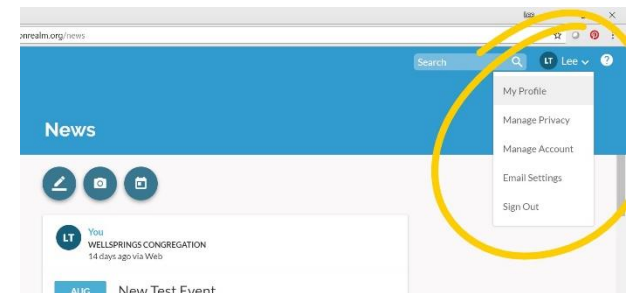 onrealm.org/news
Search
LT Lee
?
My Profile
Manage Privacy
Manage Account
Email Settings
Sign Out
News
LT
You
WELLSPRINGS CONGREGATION
14 days ago via Web
AUG
New Test Event